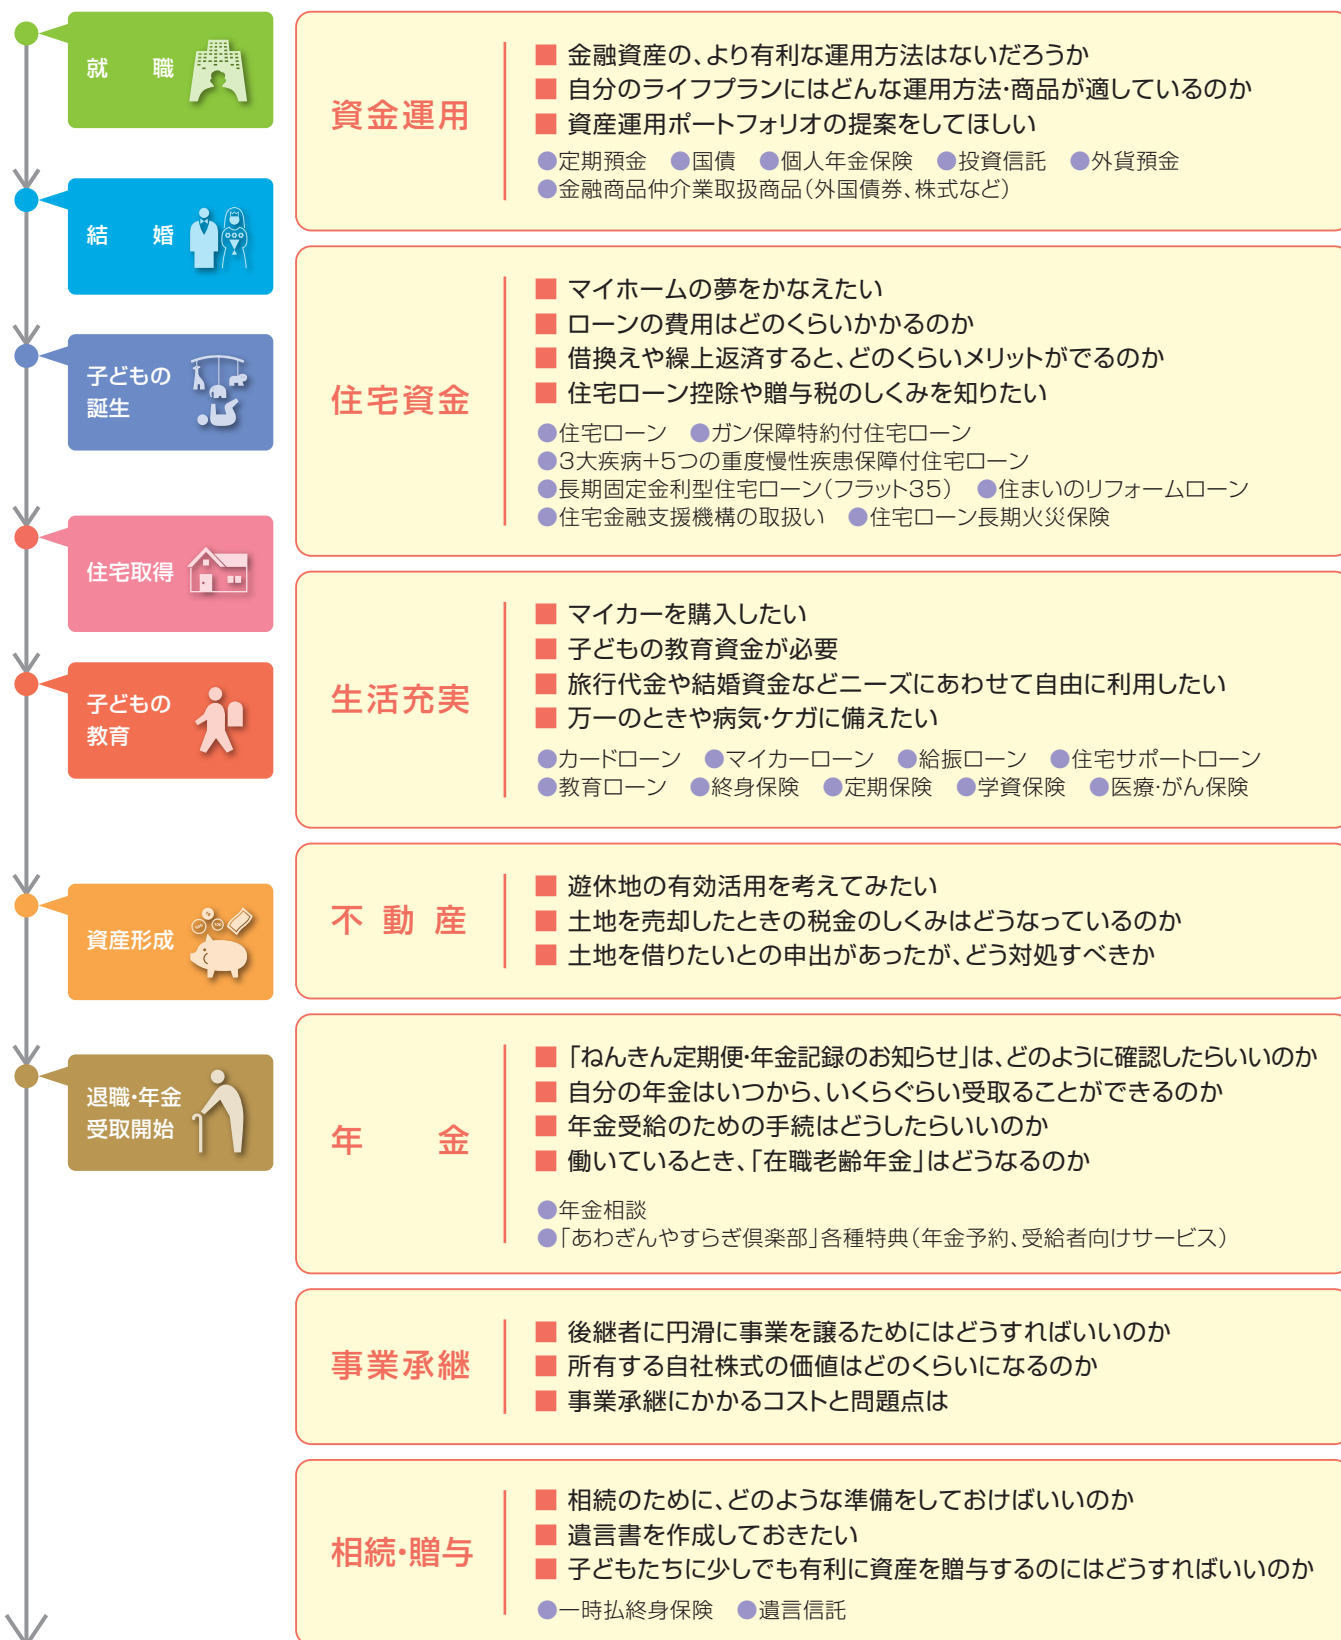 就　職
結　婚
子どもの
誕生
住宅取得
子どもの
教育
資産形成
退職・年金
受取開始
資金運用
■ 金融資産の、より有利な運用方法はないだろうか
■ 自分のライフプランにはどんな運用方法・商品が適しているのか
■ 資産運用ポートフォリオの提案をしてほしい
●定期預金　●国債　●個人年金保険　●投資信託　●外貨預金
●金融商品仲介業取扱商品（外国債券、株式など）
住宅資金
■ マイホームの夢をかなえたい
■ ローンの費用はどのくらいかかるのか
■ 借換えや繰上返済すると、どのくらいメリットがでるのか
■ 住宅ローン控除や贈与税のしくみを知りたい
●住宅ローン　●ガン保障特約付住宅ローン
●3大疾病+5つの重度慢性疾患保障付住宅ローン
●長期固定金利型住宅ローン（フラット35）　●住まいのリフォームローン
●住宅金融支援機構の取扱い　●住宅ローン長期火災保険
生活充実
■ マイカーを購入したい
■ 子どもの教育資金が必要
■ 旅行代金や結婚資金などニーズにあわせて自由に利用したい
■ 万一のときや病気・ケガに備えたい
●カードローン　●マイカーローン　●給振ローン　●住宅サポートローン
●教育ローン　●終身保険　●定期保険　●学資保険　●医療・がん保険
不 動 産
■ 遊休地の有効活用を考えてみたい
■ 土地を売却したときの税金のしくみはどうなっているのか
■ 土地を借りたいとの申出があったが、どう対処すべきか
年　金
■ 「ねんきん定期便・年金記録のお知らせ」は、どのように確認したらいいのか
■ 自分の年金はいつから、いくらぐらい受取ることができるのか
■ 年金受給のための手続はどうしたらいいのか
■ 働いているとき、「在職老齢年金」はどうなるのか
●年金相談
●「あわぎんやすらぎ倶楽部」各種特典（年金予約、受給者向けサービス）
事業承継
■ 後継者に円滑に事業を譲るためにはどうすればいいのか
■ 所有する自社株式の価値はどのくらいになるのか
■ 事業承継にかかるコストと問題点は
相続・贈与
■ 相続のために、どのような準備をしておけばいいのか
■ 遺言書を作成しておきたい
■ 子どもたちに少しでも有利に資産を贈与するのにはどうすればいいのか
●一時払終身保険　●遺言信託